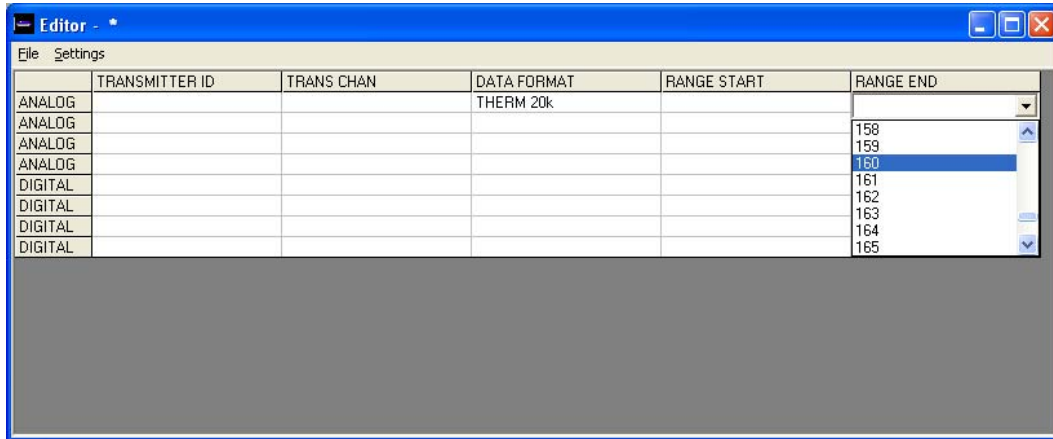 Editor - *
File Settings
TRANSMITTER ID TRANS CHAN DATA FORMAT RANGE START RANGE END
ANALOG THERM 20k
ANALOG 158
ANALOG 159
ANALOG 160
DIGITAL 161
DIGITAL 162
DIGITAL 163
DIGITAL 164
165